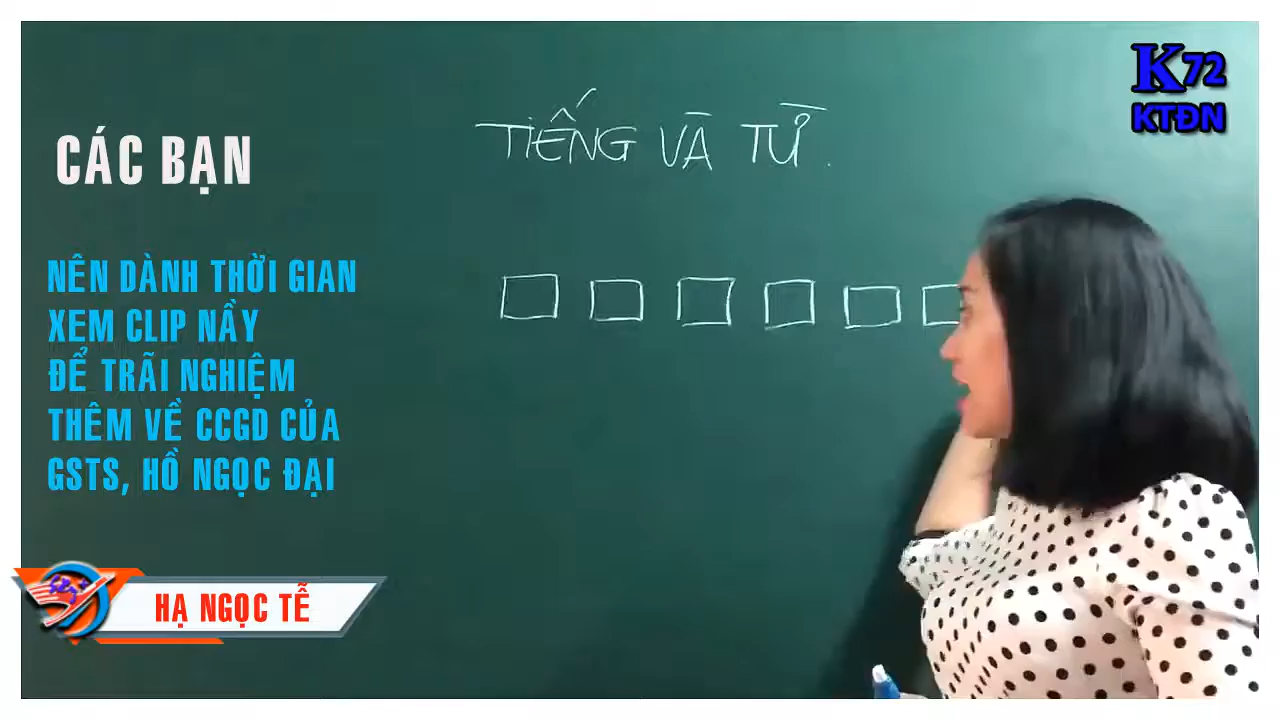 CÁC BẠN
NÊN DÀNH THỜI GIAN
XEM CLIP NẦY
ĐỂ TRÃI NGHIỆM
THÊM VỀ CCGD CỦA
GSTS, HỒ NGỌC ĐẠI
HẠ NGỌC TỄ
TIẾNG VÀ TỪ.
K72
KTĐN